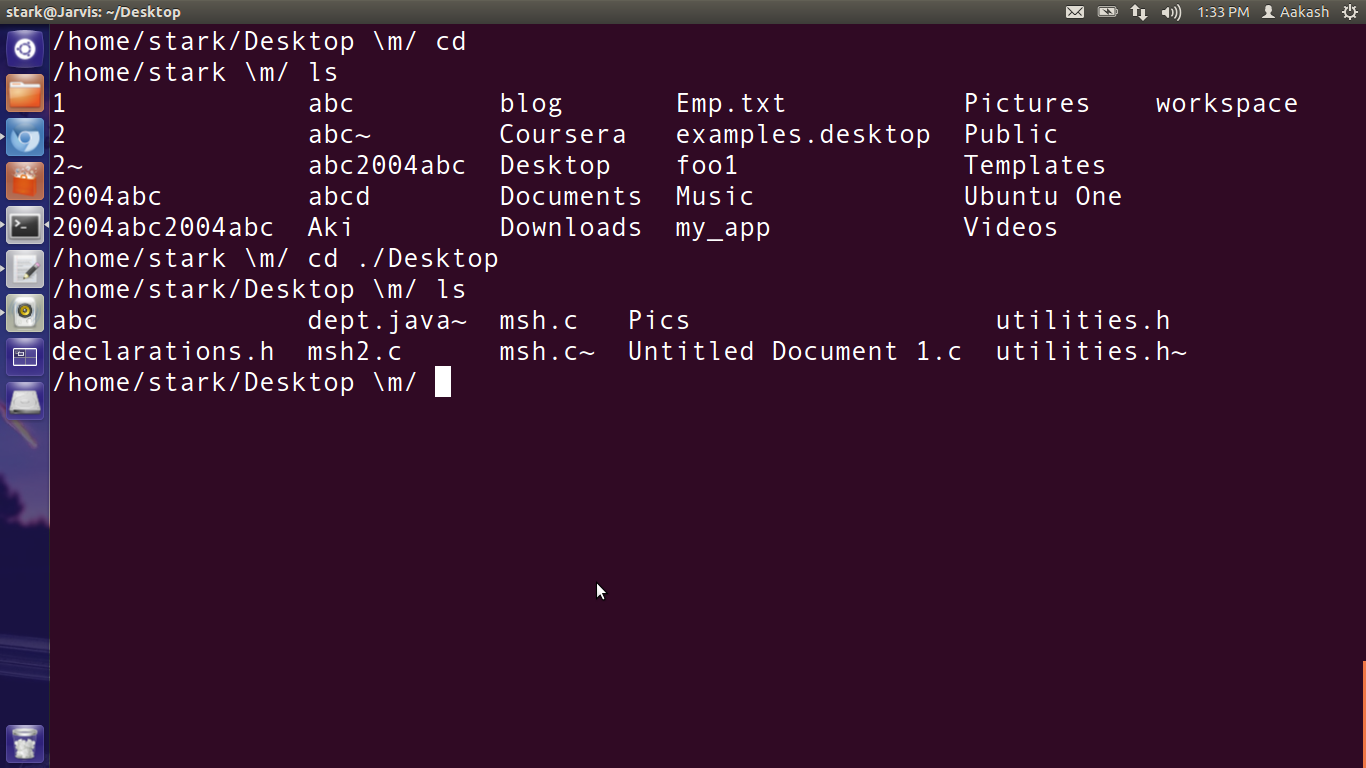 stark@Jarvis: ~/Desktop 1:33 PM Aakash
/home/stark/Desktop \m/ cd
/home/stark \m/ ls
1 abc blog Emp.txt Pictures workspace
2 abc~ Coursera examples.desktop Public
2~ abc2004abc Desktop foo1 Templates
2004abc abcd Documents Music Ubuntu One
2004abc2004abc Aki Downloads my_app Videos
/home/stark \m/ cd ./Desktop
/home/stark/Desktop \m/ ls
abc dept.java~ msh.c Pics utilities.h
declarations.h msh2.c msh.c~ Untitled Document 1.c utilities.h~
/home/stark/Desktop \m/